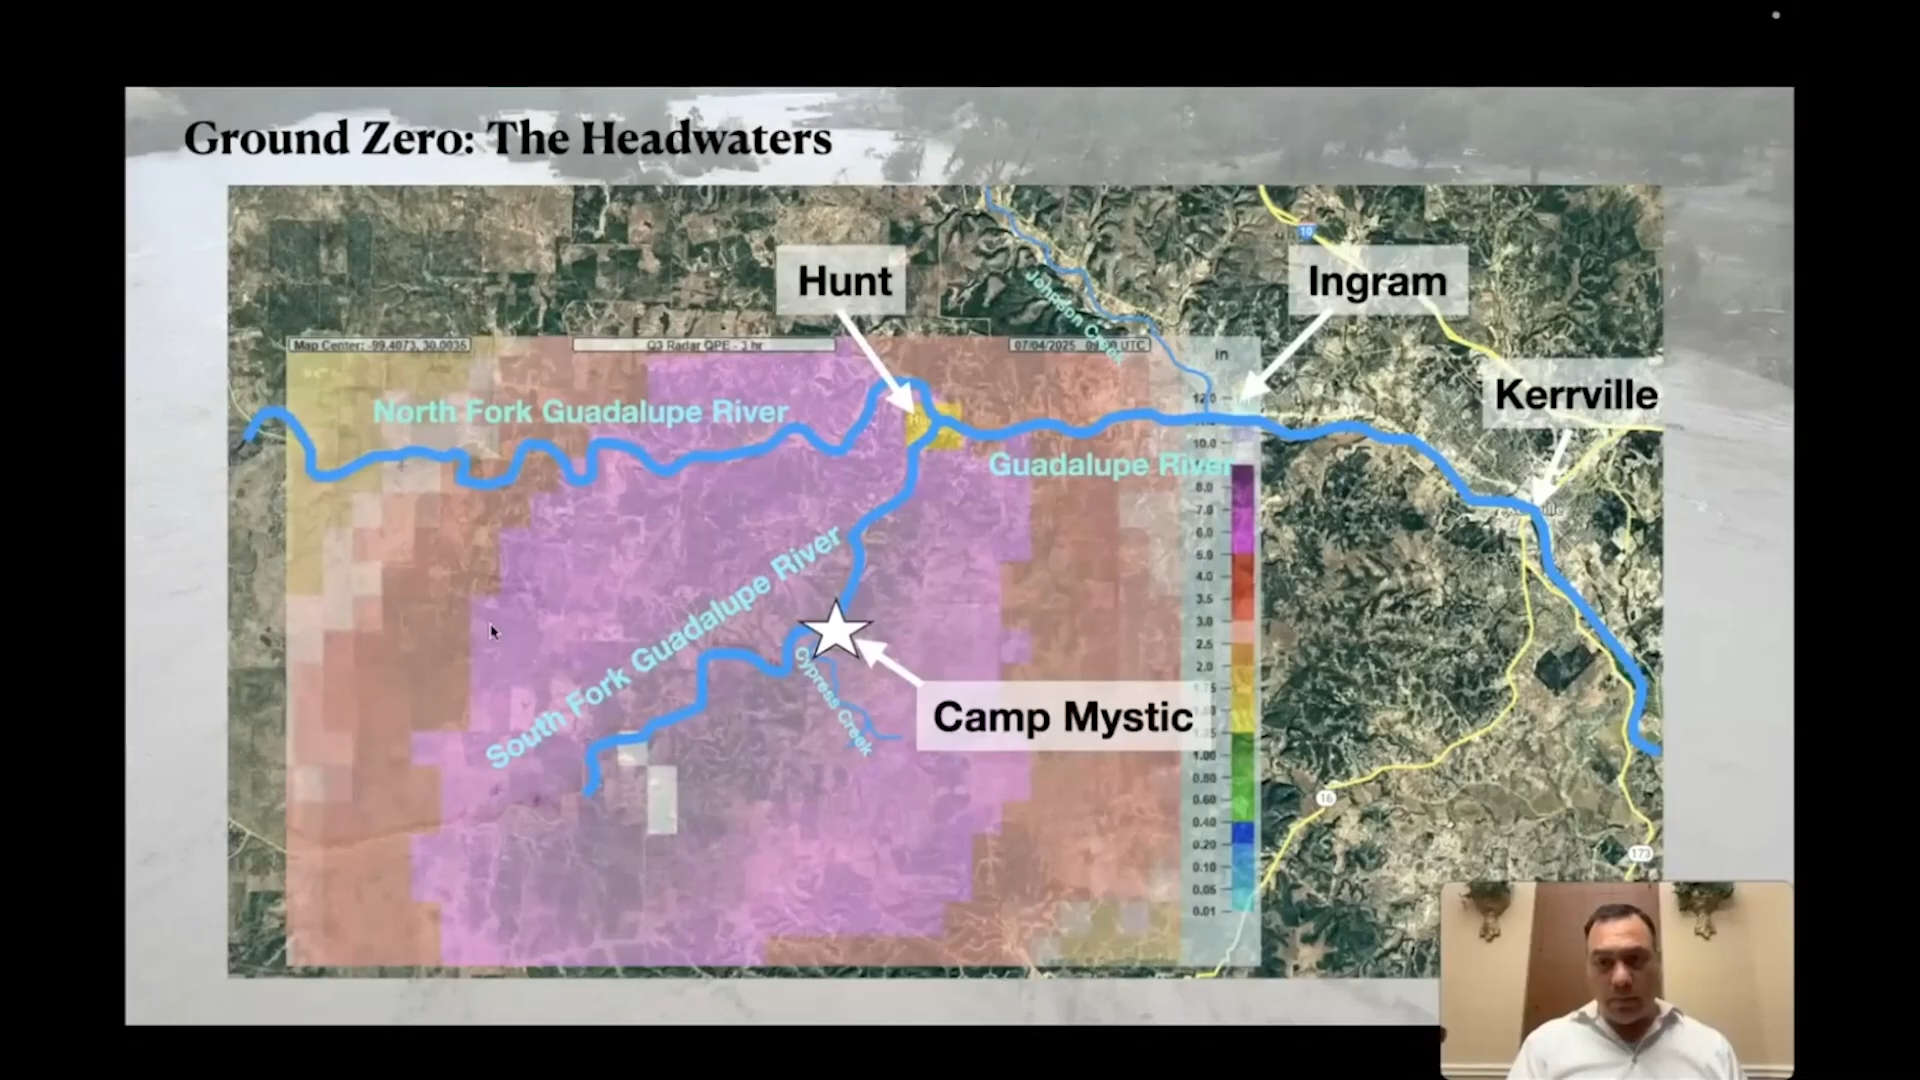 Ground Zero: The Headwaters
Hunt
Ingram
10
Johnson Creek
Map Center: -99.4073, 30.0035
Q3 Radar QPE - 3 hr
07/04/2025 UTC
in
Kerrville
North Fork Guadalupe River
Guadalupe River
12.0
10.0
8.0
7.0
6.0
5.0
4.0
3.5
3.0
2.5
2.0
1.00
0.80
0.60
0.40
0.20
0.10
0.05
0.01
South Fork Guadalupe River
Cypress Creek
Camp Mystic
16
173